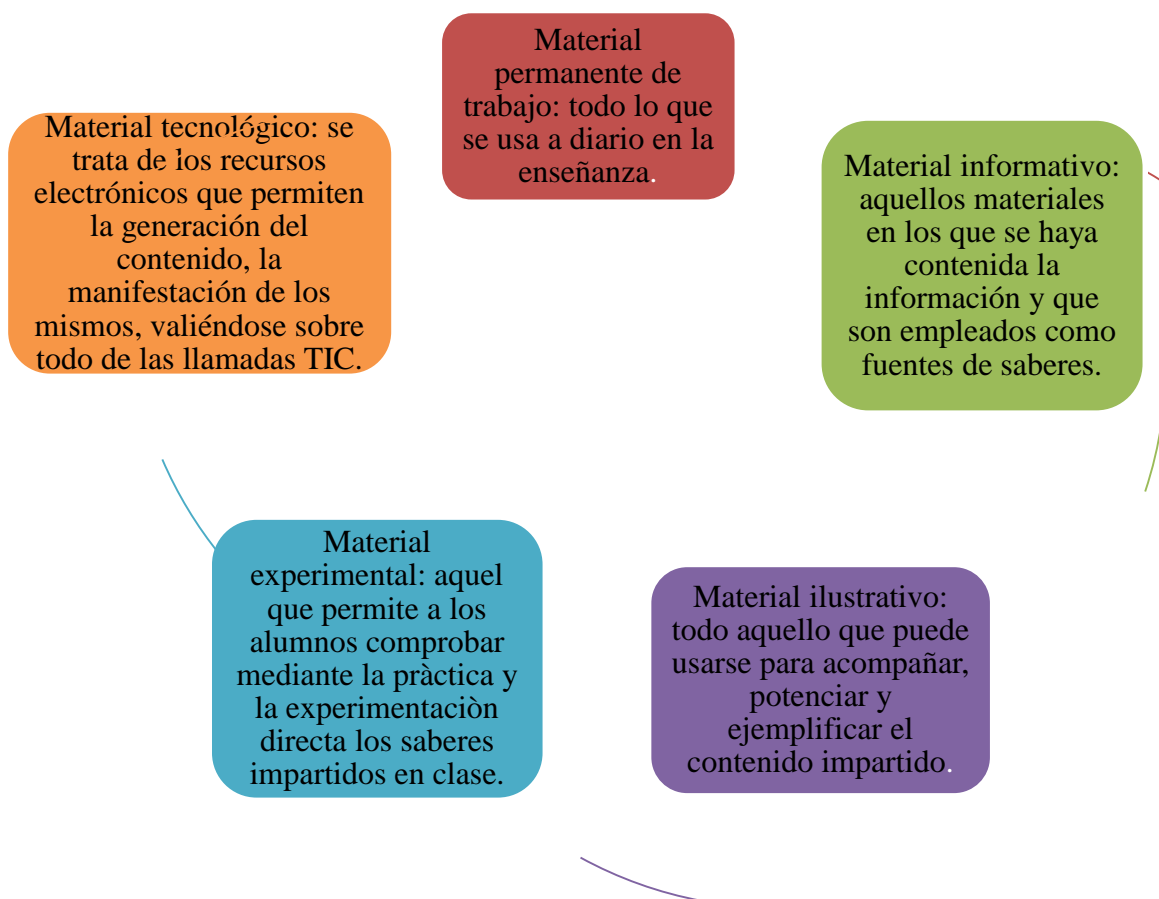 Material
permanente de
trabajo: todo lo que
se usa a diario en la
enseñanza.
Material informativo:
aquellos materiales
en los que se haya
contenida la
información y que
son empleados como
fuentes de saberes.
Material ilustrativo:
todo aquello que puede
usarse para acompañar,
potenciar y
ejemplificar el
contenido impartido.
Material
experimental: aquel
que permite a los
alumnos comprobar
mediante la pràctica y
la experimentaciòn
directa los saberes
impartidos en clase.
Material tecnológico: se
trata de los recursos
electrónicos que permiten
la generación del
contenido, la
manifestación de los
mismos, valiéndose sobre
todo de las llamadas TIC.